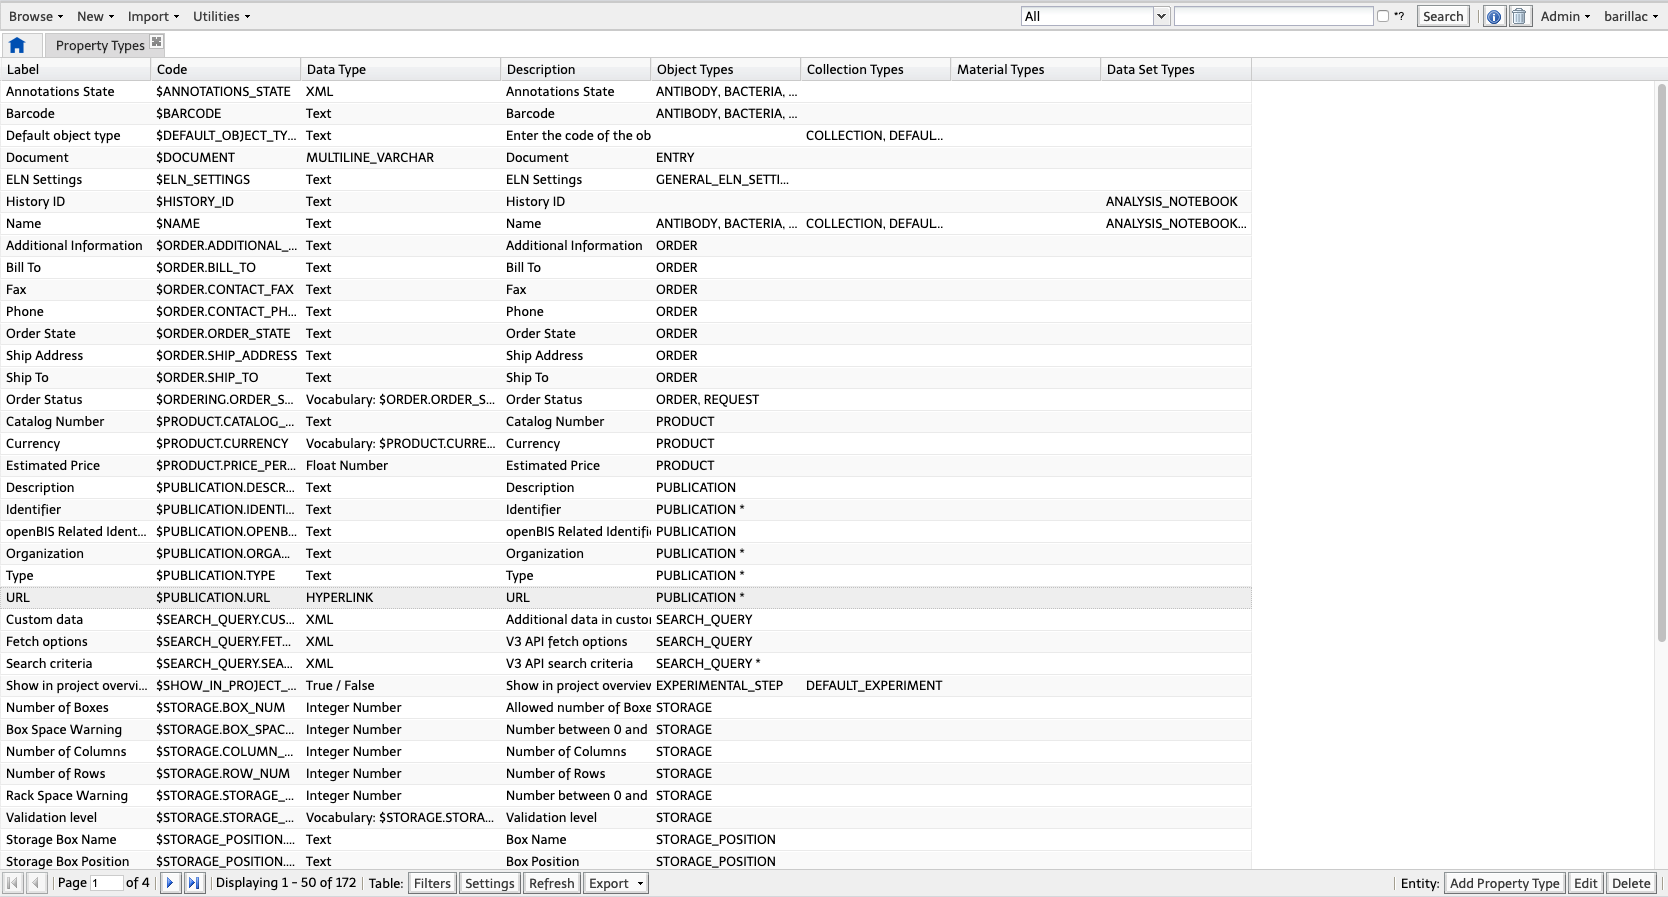 Browse New Import Utilities All *? Search Admin barillac
Property Types
Label Code Data Type Description Object Types Collection Types Material Types Data Set Types
Annotations State $ANNOTATIONS_STATE XML Annotations State ANTIBODY, BACTERIA, ...
Barcode $BARCODE Text Barcode ANTIBODY, BACTERIA, ...
Default object type $DEFAULT_OBJECT_TY... Text Enter the code of the ob COLLECTION, DEFAUL...
Document $DOCUMENT MULTILINE_VARCHAR Document ENTRY
ELN Settings $ELN_SETTINGS Text ELN Settings GENERAL_ELN_SETTI...
History ID $HISTORY_ID Text History ID ANALYSIS_NOTEBOOK
Name $NAME Text Name ANTIBODY, BACTERIA, ... COLLECTION, DEFAUL... ANALYSIS_NOTEBOOK...
Additional Information $ORDER.ADDITIONAL_... Text Additional Information ORDER
Bill To $ORDER.BILL_TO Text Bill To ORDER
Fax $ORDER.CONTACT_FAX Text Fax ORDER
Phone $ORDER.CONTACT_PH... Text Phone ORDER
Order State $ORDER.ORDER_STATE Text Order State ORDER
Ship Address $ORDER.SHIP_ADDRESS Text Ship Address ORDER
Ship To $ORDER.SHIP_TO Text Ship To ORDER
Order Status $ORDERING.ORDER_S... Vocabulary: $ORDER.ORDER_S... Order Status ORDER, REQUEST
Catalog Number $PRODUCT.CATALOG_... Text Catalog Number PRODUCT
Currency $PRODUCT.CURRENCY Vocabulary: $PRODUCT.CURRE... Currency PRODUCT
Estimated Price $PRODUCT.PRICE_PER... Float Number Estimated Price PRODUCT
Description $PUBLICATION.DESCR... Text Description PUBLICATION
Identifier $PUBLICATION.IDENTI... Text Identifier PUBLICATION *
openBIS Related Ident... $PUBLICATION.OPENB... Text openBIS Related Identifi PUBLICATION
Organization $PUBLICATION.ORGA... Text Organization PUBLICATION *
Type $PUBLICATION.TYPE Text Type PUBLICATION *
URL $PUBLICATION.URL HYPERLINK URL PUBLICATION *
Custom data $SEARCH_QUERY.CUS... XML Additional data in custo SEARCH_QUERY
Fetch options $SEARCH_QUERY.FET... XML V3 API fetch options SEARCH_QUERY
Search criteria $SEARCH_QUERY.SEA... XML V3 API search criteria SEARCH_QUERY *
Show in project overvi... $SHOW_IN_PROJECT_... True / False Show in project overview EXPERIMENTAL_STEP DEFAULT_EXPERIMENT
Number of Boxes $STORAGE.BOX_NUM Integer Number Allowed number of Boxe STORAGE
Box Space Warning $STORAGE.BOX_SPAC... Integer Number Number between 0 and STORAGE
Number of Columns $STORAGE.COLUMN_... Integer Number Number of Columns STORAGE
Number of Rows $STORAGE.ROW_NUM Integer Number Number of Rows STORAGE
Rack Space Warning $STORAGE.STORAGE_... Integer Number Number between 0 and STORAGE
Validation level $STORAGE.STORAGE_... Vocabulary: $STORAGE.STORA... Validation level STORAGE
Storage Box Name $STORAGE_POSITION.... Text Box Name STORAGE_POSITION
Storage Box Position $STORAGE_POSITION.... Text Box Position STORAGE_POSITION
Page 1 of 4 Displaying 1 - 50 of 172 Table: Filters Settings Refresh Export Entity: Add Property Type Edit Delete